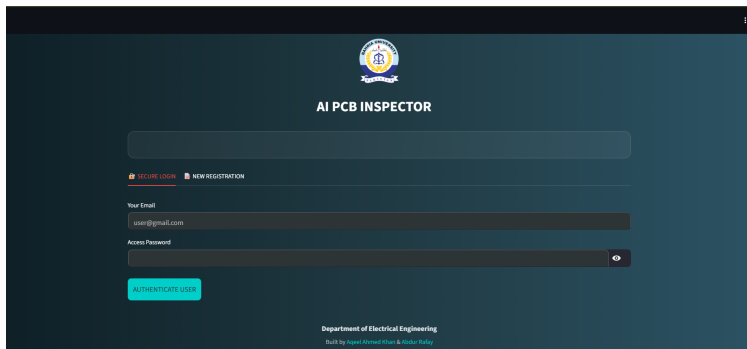 AI PCB INSPECTOR
SECURE LOGIN NEW REGISTRATION
Your Email
user@gmail.com
Access Password
AUTHENTICATE USER
Department of Electrical Engineering
Built by Aqeel Ahmed Khan & Abdur Rafay